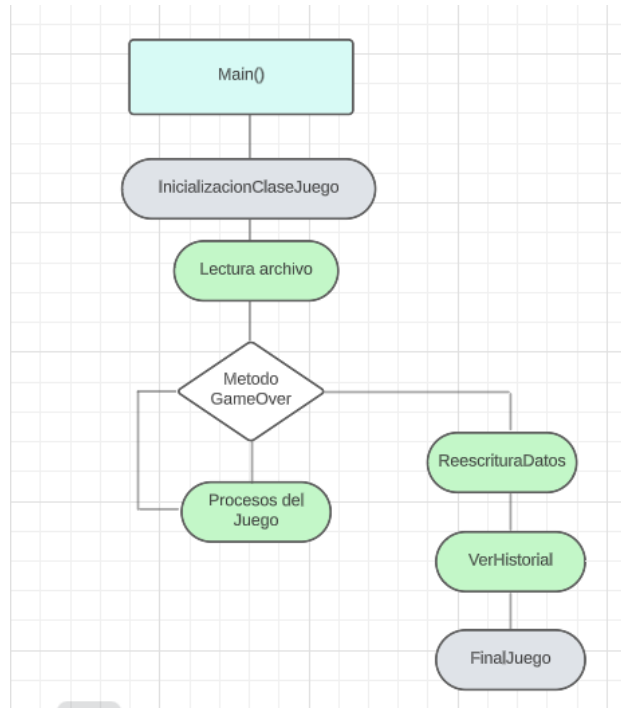 Main()
InicializacionClaseJuego
Lectura archivo
Metodo
GameOver
Procesos del
Juego
ReescrituraDatos
VerHistorial
FinalJuego